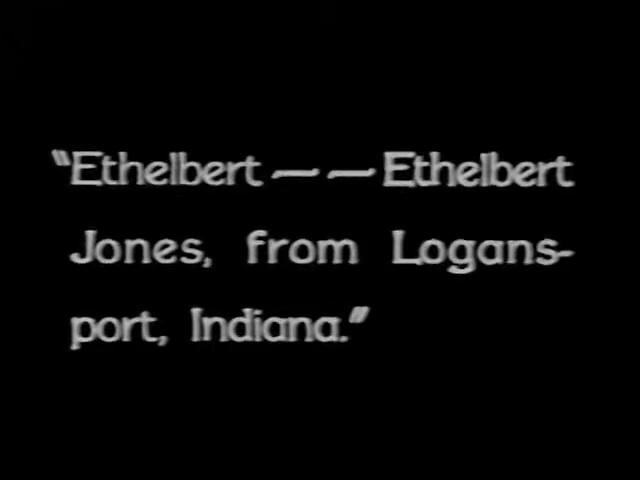 "Ethelbert — — Ethelbert
Jones, from Logans-
port, Indiana."